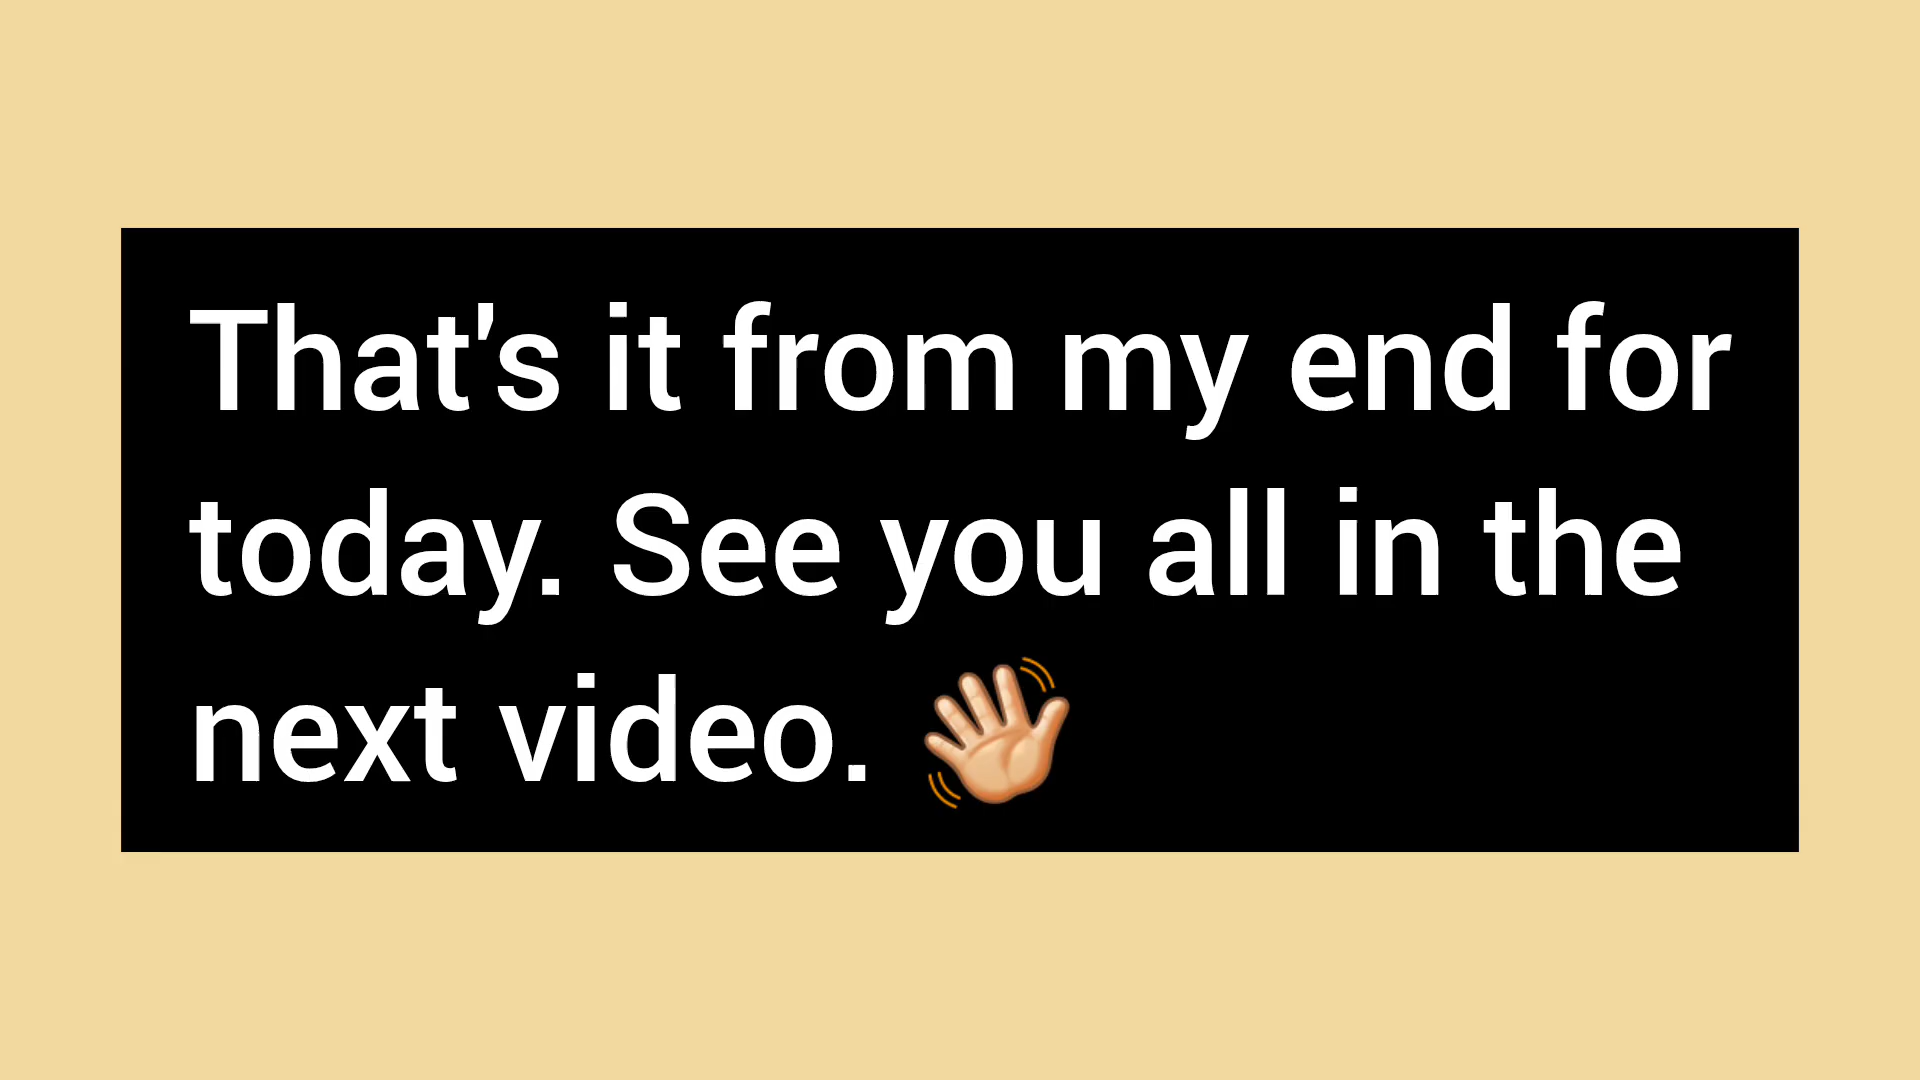 That's it from my end for
today. See you all in the
next video. 👋🏻